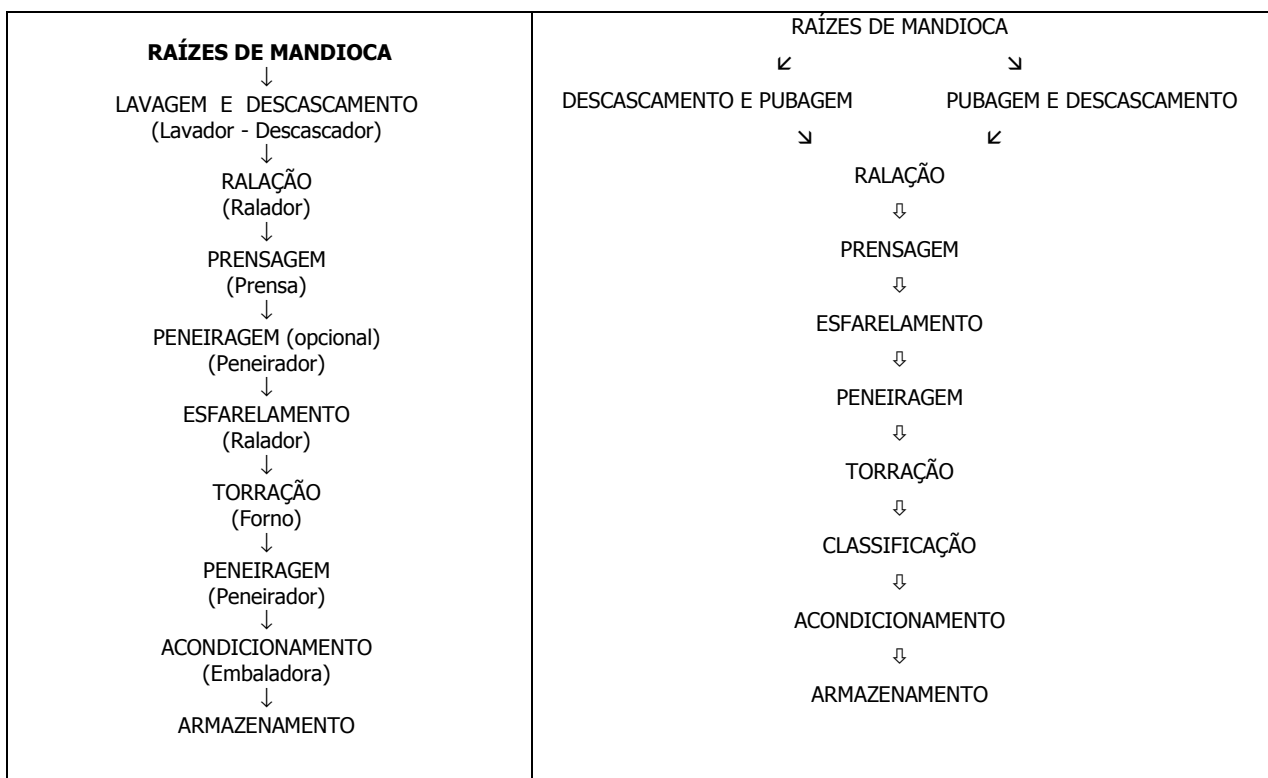 RAÍZES DE MANDIOCA
↓
LAVAGEM E DESCASCAMENTO
(Lavador - Descascador)
↓
RALAÇÃO
(Ralador)
↓
PRENSAGEM
(Prensa)
↓
PENEIRAGEM (opcional)
(Peneirador)
↓
ESFARELAMENTO
(Ralador)
↓
TORRAÇÃO
(Forno)
↓
PENEIRAGEM
(Peneirador)
↓
ACONDICIONAMENTO
(Embaladora)
↓
ARMAZENAMENTO
RAÍZES DE MANDIOCA
↙ ↘
DESCASCAMENTO E PUBAGEM PUBAGEM E DESCASCAMENTO
↘ ↙
RALAÇÃO
⇩
PRENSAGEM
⇩
ESFARELAMENTO
⇩
PENEIRAGEM
⇩
TORRAÇÃO
⇩
CLASSIFICAÇÃO
⇩
ACONDICIONAMENTO
⇩
ARMAZENAMENTO